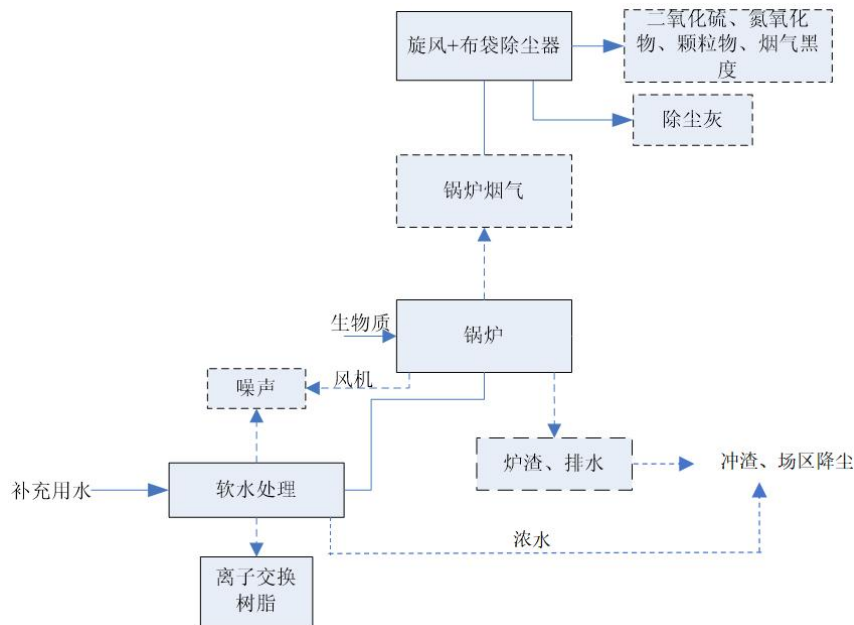 旋风+布袋除尘器
二氧化硫、氮氧化
物、颗粒物、烟气黑
度
除尘灰
锅炉烟气
生物质
锅炉
风机
噪声
炉渣、排水
冲渣、场区降尘
补充用水
软水处理
浓水
离子交换
树脂